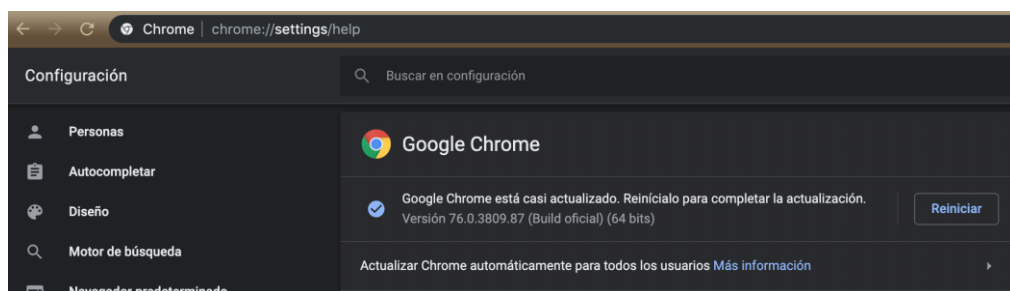 Chrome | chrome://settings/help
Configuración
Buscar en configuración
Personas
Autocompletar
Diseño
Motor de búsqueda
Navegador predeterminado
Google Chrome
Google Chrome está casi actualizado. Reinícialo para completar la actualización.
Versión 76.0.3809.87 (Build oficial) (64 bits)
Reiniciar
Actualizar Chrome automáticamente para todos los usuarios Más información